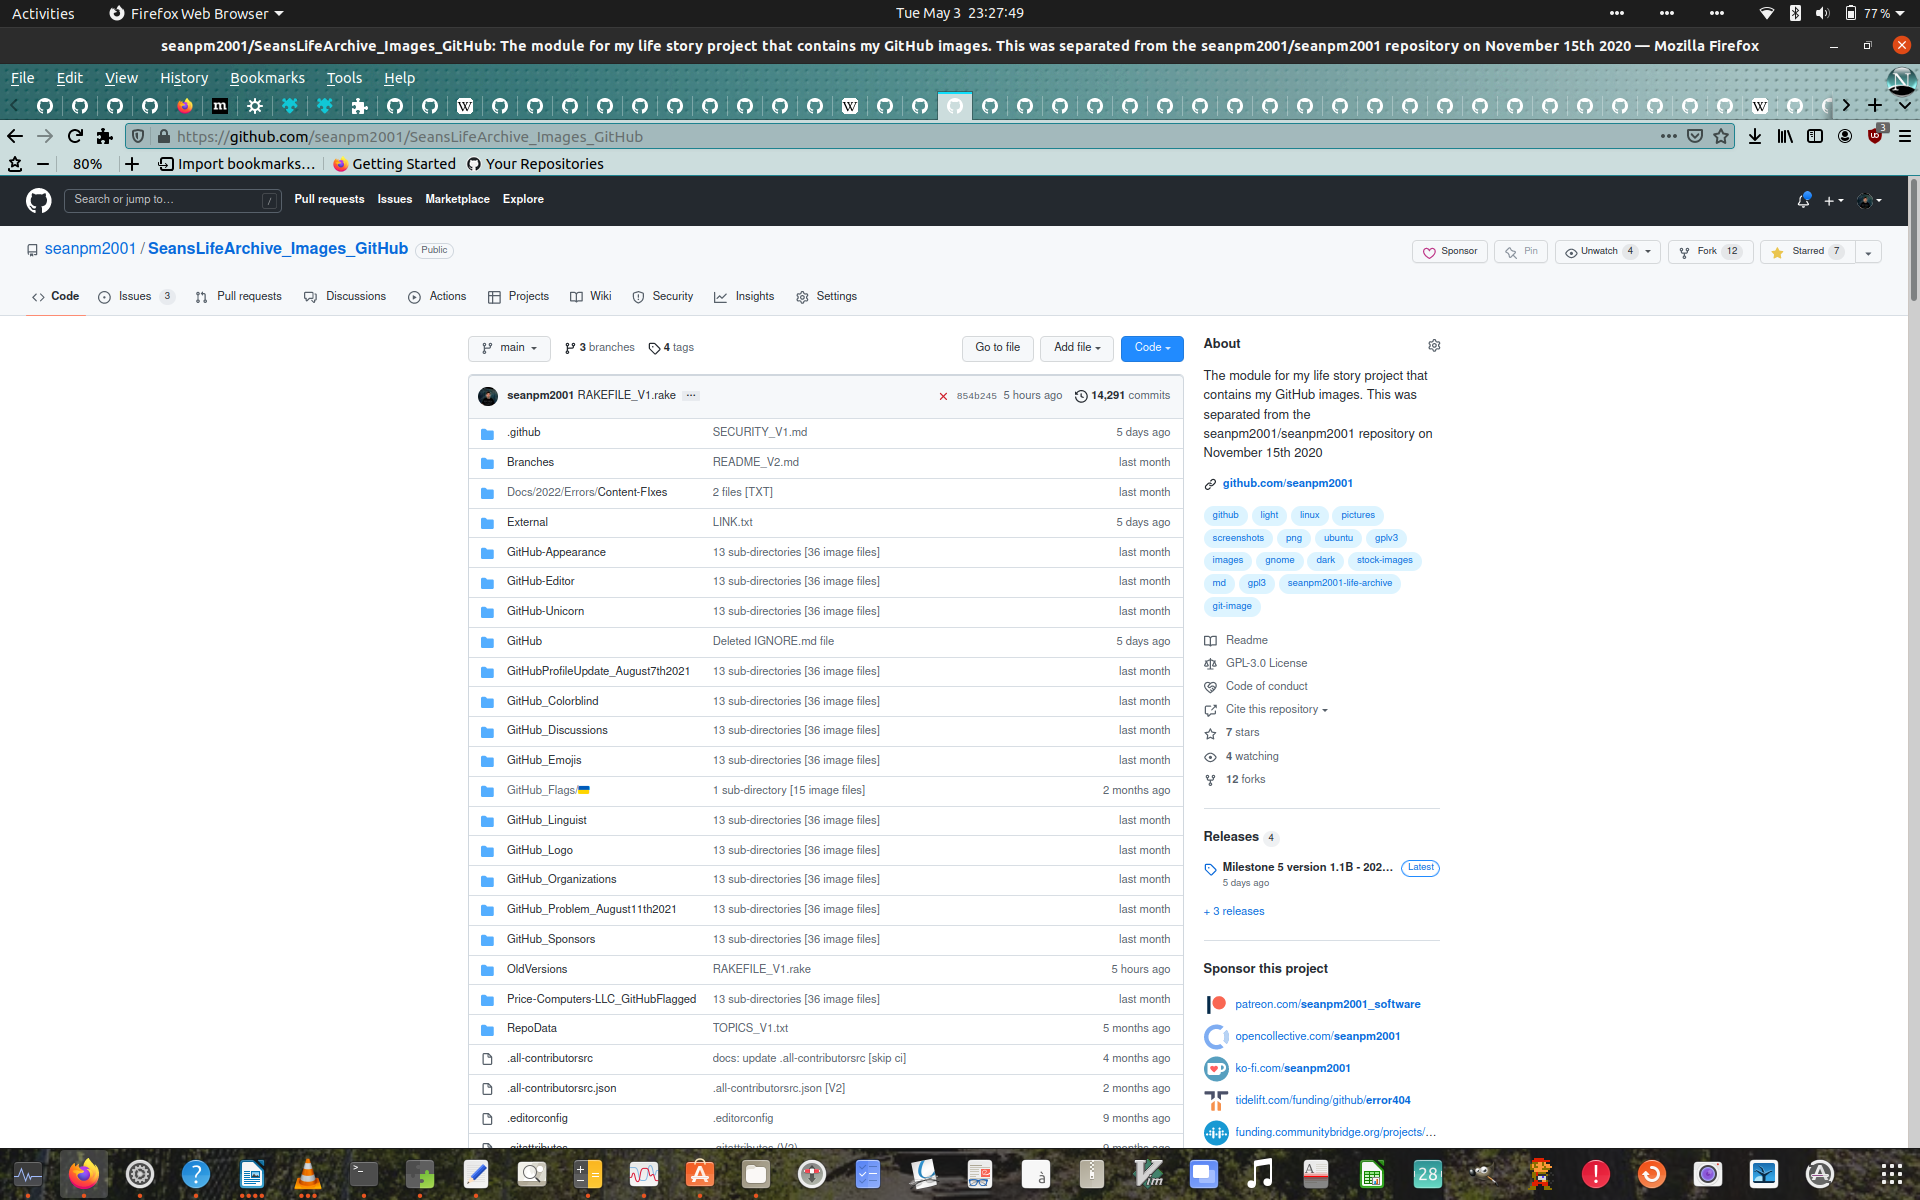 Activities
Firefox Web Browser
Tue May 3  23:27:49
77 %
seanpm2001/SeansLifeArchive_Images_GitHub: The module for my life story project that contains my GitHub images. This was separated from the seanpm2001/seanpm2001 repository on November 15th 2020 — Mozilla Firefox
File Edit View History Bookmarks Tools Help
https://github.com/seanpm2001/SeansLifeArchive_Images_GitHub
3
80%
Import bookmarks...
Getting Started
Your Repositories
Search or jump to...
/
Pull requests Issues Marketplace Explore
seanpm2001 / SeansLifeArchive_Images_GitHub
Public
Sponsor
Pin
Unwatch 4
Fork 12
Starred 7
Code
Issues 3
Pull requests
Discussions
Actions
Projects
Wiki
Security
Insights
Settings
main
3 branches
4 tags
Go to file
Add file
Code
seanpm2001 RAKEFILE_V1.rake ...
854b245 5 hours ago
14,291 commits
.github SECURITY_V1.md 5 days ago
Branches README_V2.md last month
Docs/2022/Errors/Content-FIxes 2 files [TXT] last month
External LINK.txt 5 days ago
GitHub-Appearance 13 sub-directories [36 image files] last month
GitHub-Editor 13 sub-directories [36 image files] last month
GitHub-Unicorn 13 sub-directories [36 image files] last month
GitHub Deleted IGNORE.md file 5 days ago
GitHubProfileUpdate_August7th2021 13 sub-directories [36 image files] last month
GitHub_Colorblind 13 sub-directories [36 image files] last month
GitHub_Discussions 13 sub-directories [36 image files] last month
GitHub_Emojis 13 sub-directories [36 image files] last month
GitHub_Flags/🇺🇦 1 sub-directory [15 image files] 2 months ago
GitHub_Linguist 13 sub-directories [36 image files] last month
GitHub_Logo 13 sub-directories [36 image files] last month
GitHub_Organizations 13 sub-directories [36 image files] last month
GitHub_Problem_August11th2021 13 sub-directories [36 image files] last month
GitHub_Sponsors 13 sub-directories [36 image files] last month
OldVersions RAKEFILE_V1.rake 5 hours ago
Price-Computers-LLC_GitHubFlagged 13 sub-directories [36 image files] last month
RepoData TOPICS_V1.txt 5 months ago
.all-contributorsrc docs: update .all-contributorsrc [skip ci] 4 months ago
.all-contributorsrc.json .all-contributorsrc.json [V2] 2 months ago
.editorconfig .editorconfig 9 months ago
.gitattributes .gitattributes (V2) 9 months ago
About
The module for my life story project that
contains my GitHub images. This was
separated from the
seanpm2001/seanpm2001 repository on
November 15th 2020
github.com/seanpm2001
github light linux pictures
screenshots png ubuntu gplv3
images gnome dark stock-images
md gpl3 seanpm2001-life-archive
git-image
Readme
GPL-3.0 License
Code of conduct
Cite this repository
7 stars
4 watching
12 forks
Releases 4
Milestone 5 version 1.1B - 202... Latest
5 days ago
+ 3 releases
Sponsor this project
patreon.com/seanpm2001_software
opencollective.com/seanpm2001
ko-fi.com/seanpm2001
tidelift.com/funding/github/error404
funding.communitybridge.org/projects/...
28